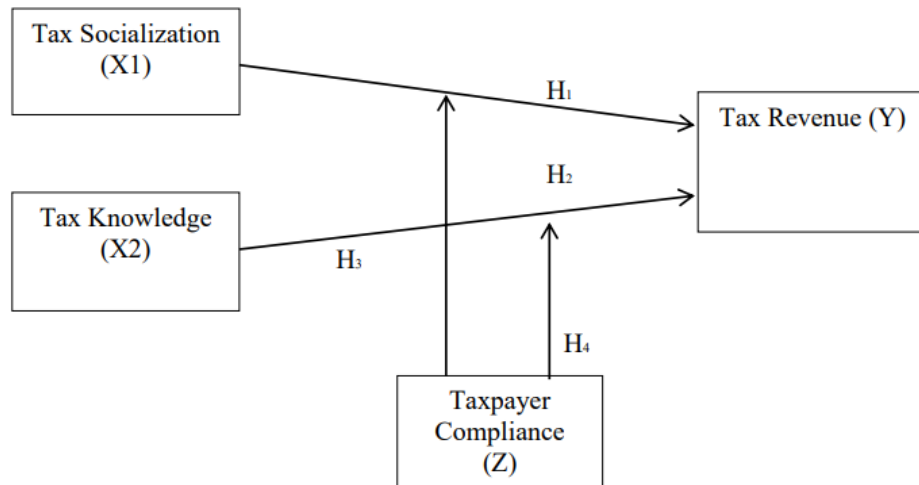 Tax Socialization
(X1)
H1
Tax Revenue (Y)
H2
Tax Knowledge
(X2)
H3
H4
Taxpayer
Compliance
(Z)